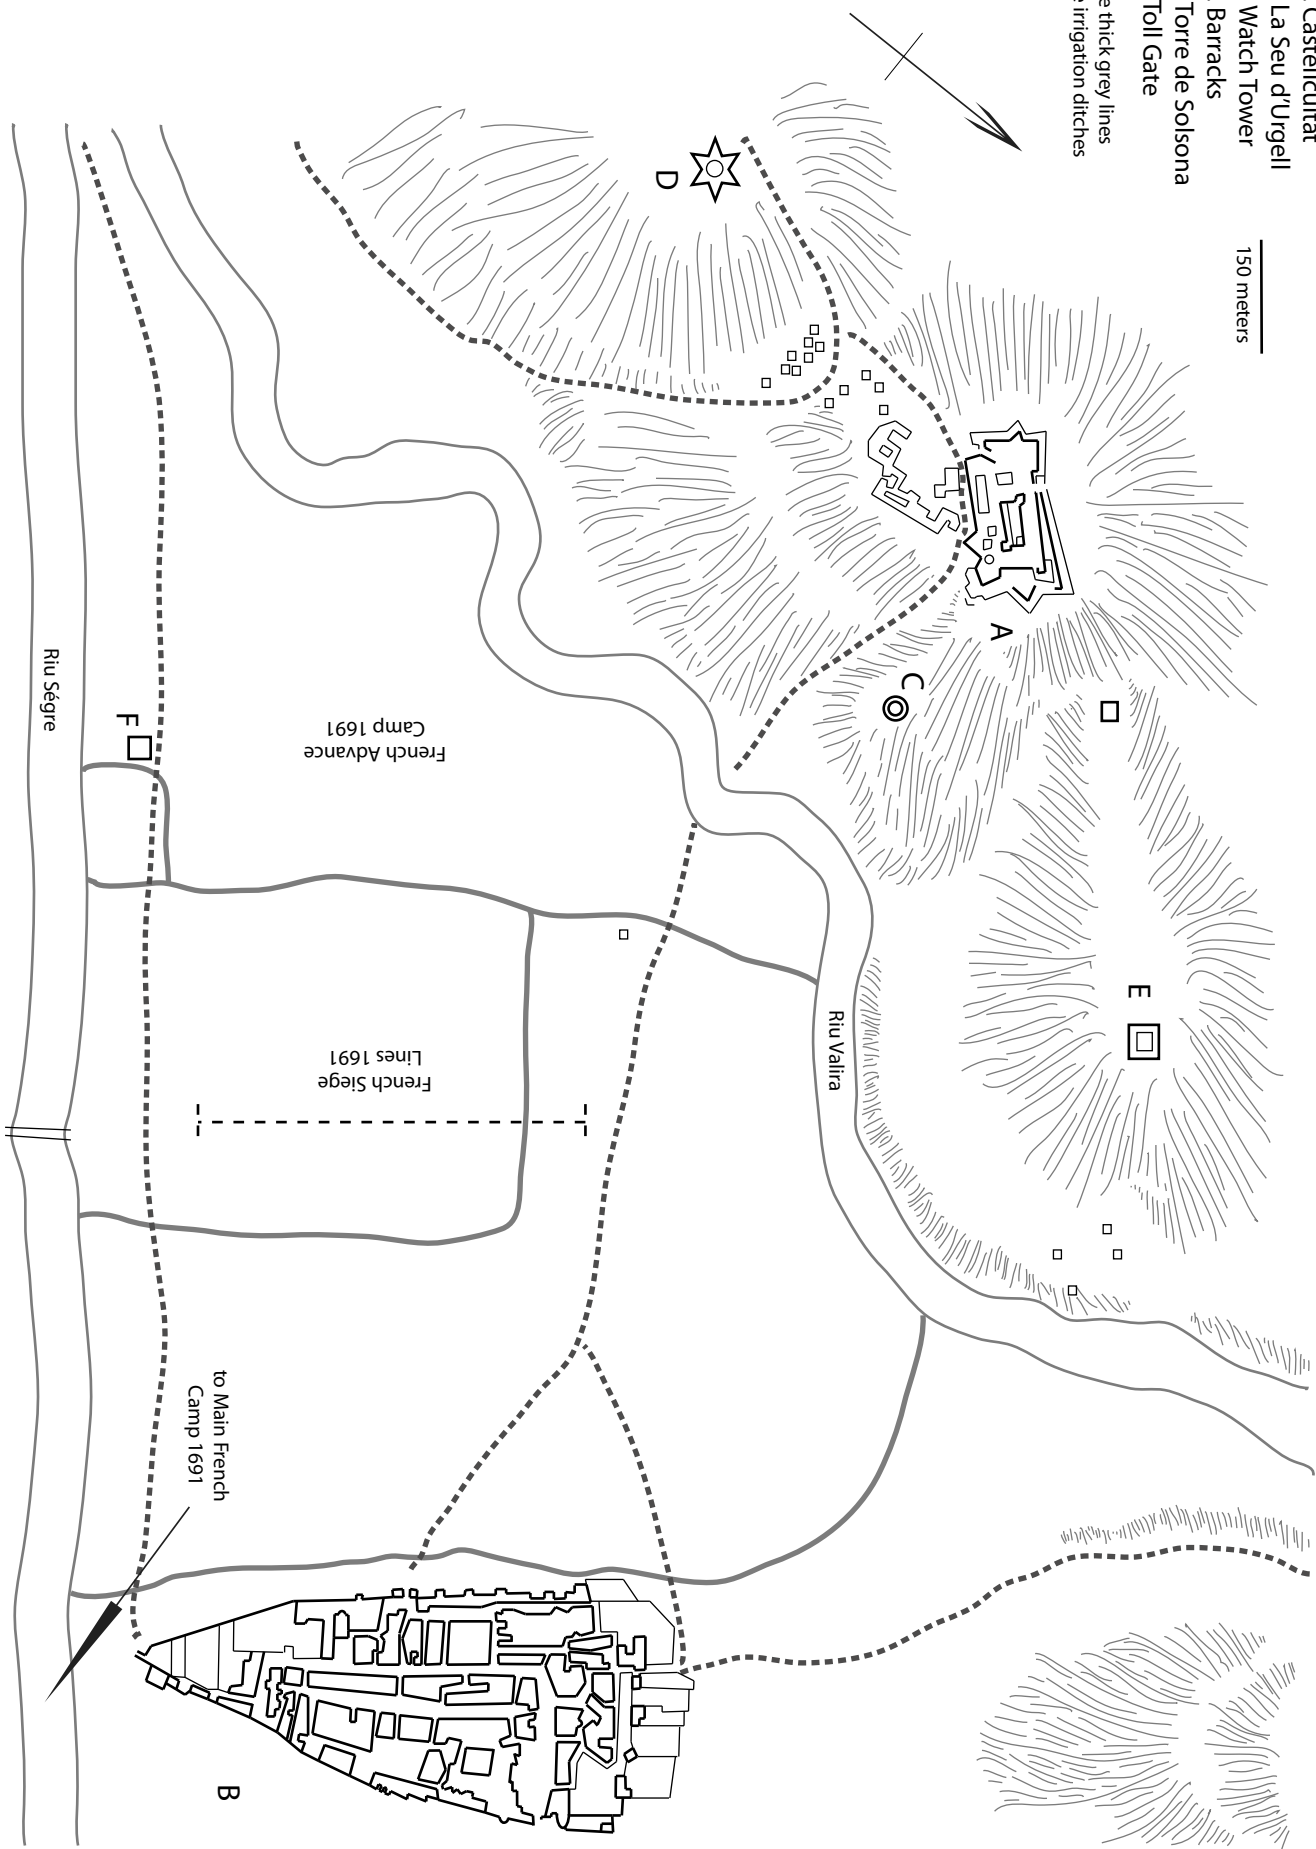 Castellciutat
La Seu d'Urgell
Watch Tower
Barracks
Torre de Solsona
Toll Gate
thick grey lines
irrigation ditches
150 meters
D
A
C
E
F
B
Riu Ségre
Riu Valira
French Advance
Camp 1691
French Siege
Lines 1691
to Main French
Camp 1691